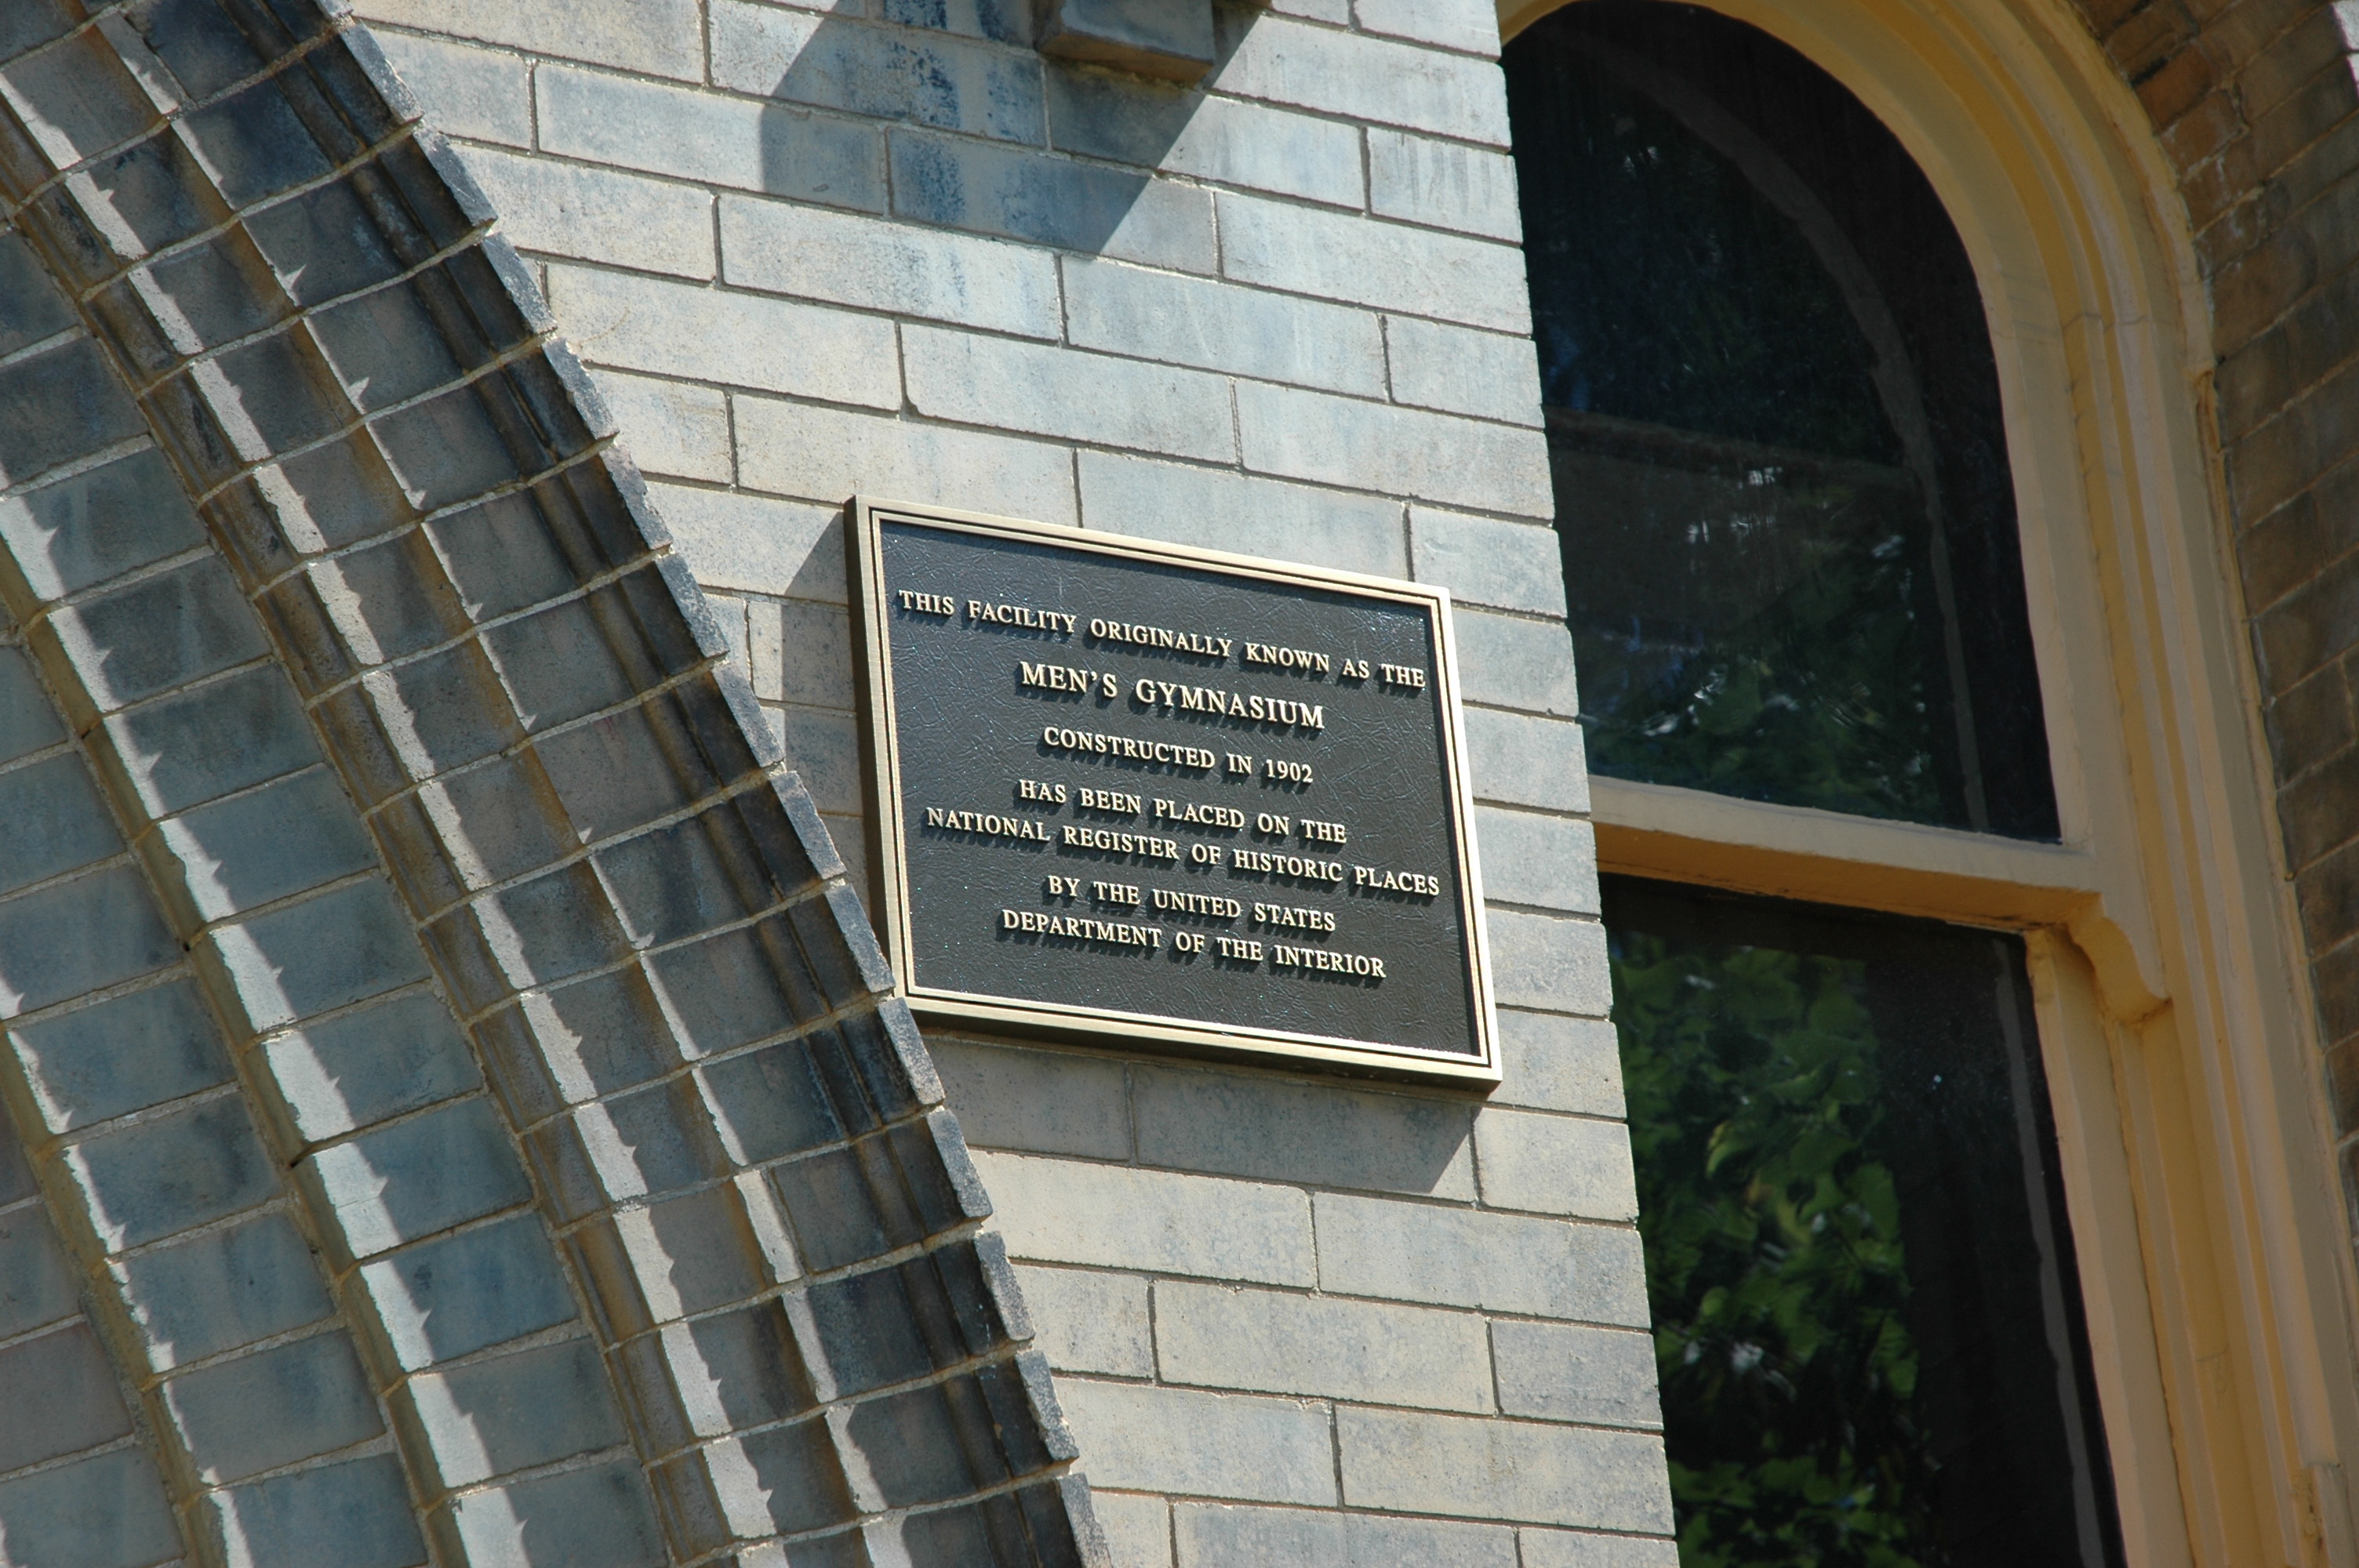 THIS FACILITY ORIGINALLY KNOWN AS THE
MEN'S GYMNASIUM
CONSTRUCTED IN 1902
HAS BEEN PLACED ON THE
NATIONAL REGISTER OF HISTORIC PLACES
BY THE UNITED STATES
DEPARTMENT OF THE INTERIOR